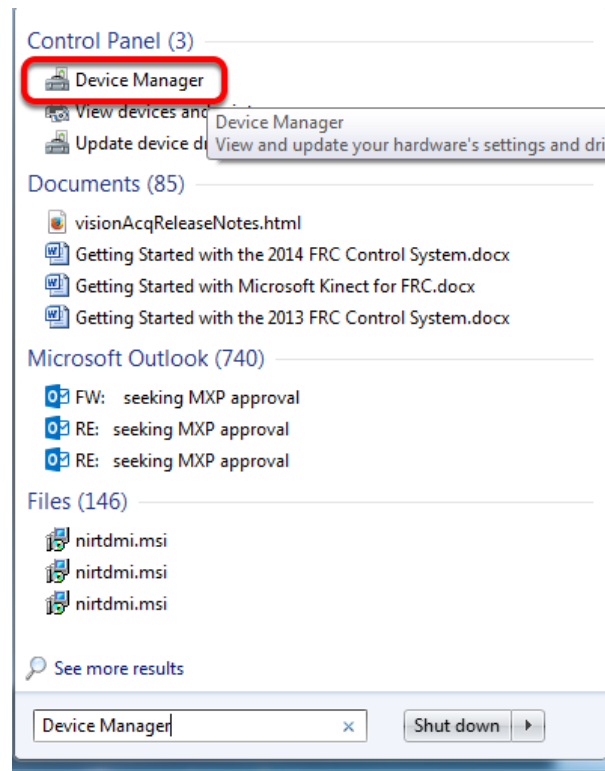 Control Panel (3)
Device Manager
View devices and
Device Manager
View and update your hardware's settings and dri
Update device dr
Documents (85)
visionAcqReleaseNotes.html
Getting Started with the 2014 FRC Control System.docx
Getting Started with Microsoft Kinect for FRC.docx
Getting Started with the 2013 FRC Control System.docx
Microsoft Outlook (740)
FW: seeking MXP approval
RE: seeking MXP approval
RE: seeking MXP approval
Files (146)
nirtdmi.msi
nirtdmi.msi
nirtdmi.msi
See more results
Device Manager
Shut down